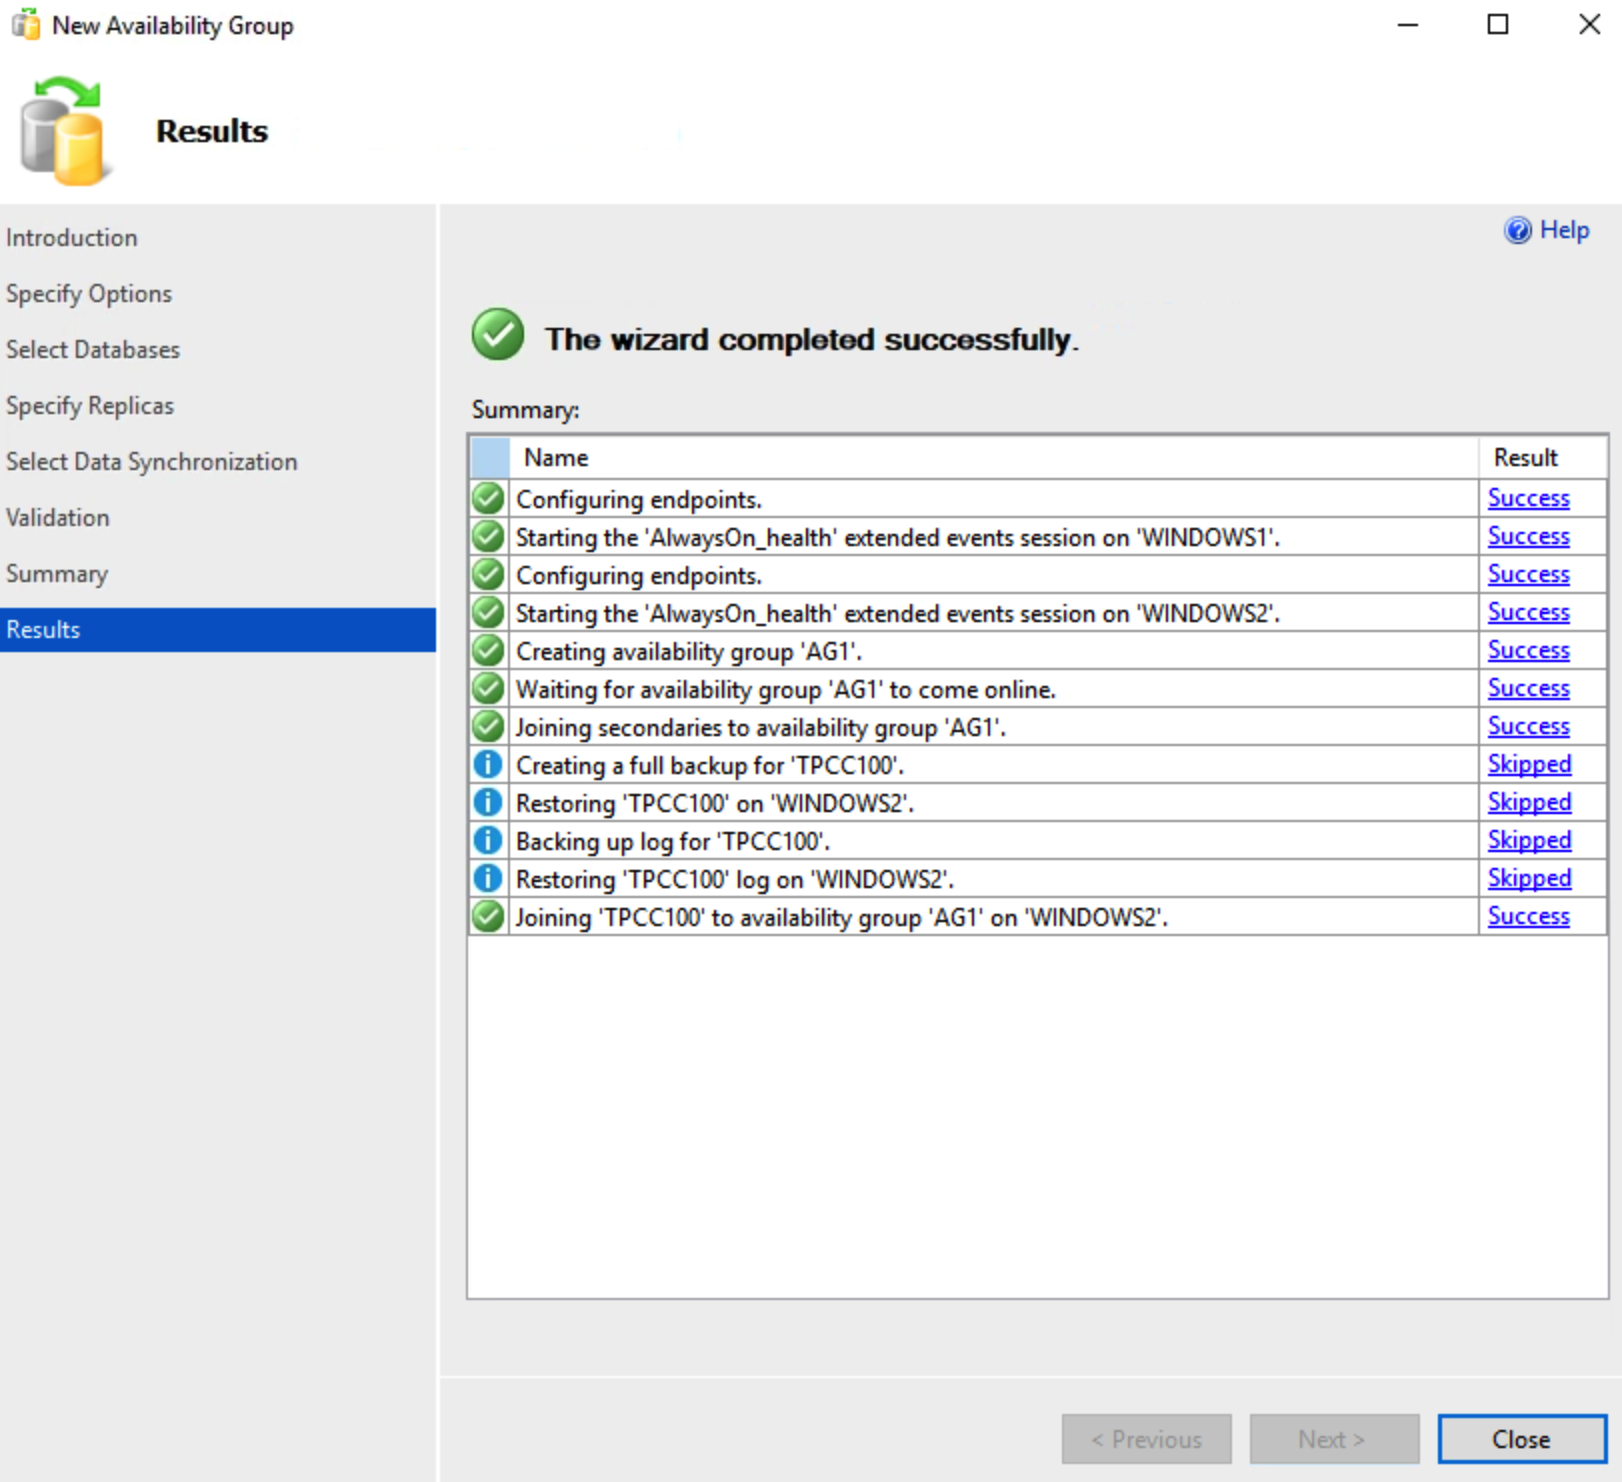 New Availability Group
Results
Introduction
Specify Options
Select Databases
Specify Replicas
Select Data Synchronization
Validation
Summary
Results
Help
The wizard completed successfully.
Summary:
Name Result
Configuring endpoints. Success
Starting the 'AlwaysOn_health' extended events session on 'WINDOWS1'. Success
Configuring endpoints. Success
Starting the 'AlwaysOn_health' extended events session on 'WINDOWS2'. Success
Creating availability group 'AG1'. Success
Waiting for availability group 'AG1' to come online. Success
Joining secondaries to availability group 'AG1'. Success
Creating a full backup for 'TPCC100'. Skipped
Restoring 'TPCC100' on 'WINDOWS2'. Skipped
Backing up log for 'TPCC100'. Skipped
Restoring 'TPCC100' log on 'WINDOWS2'. Skipped
Joining 'TPCC100' to availability group 'AG1' on 'WINDOWS2'. Success
< Previous Next > Close